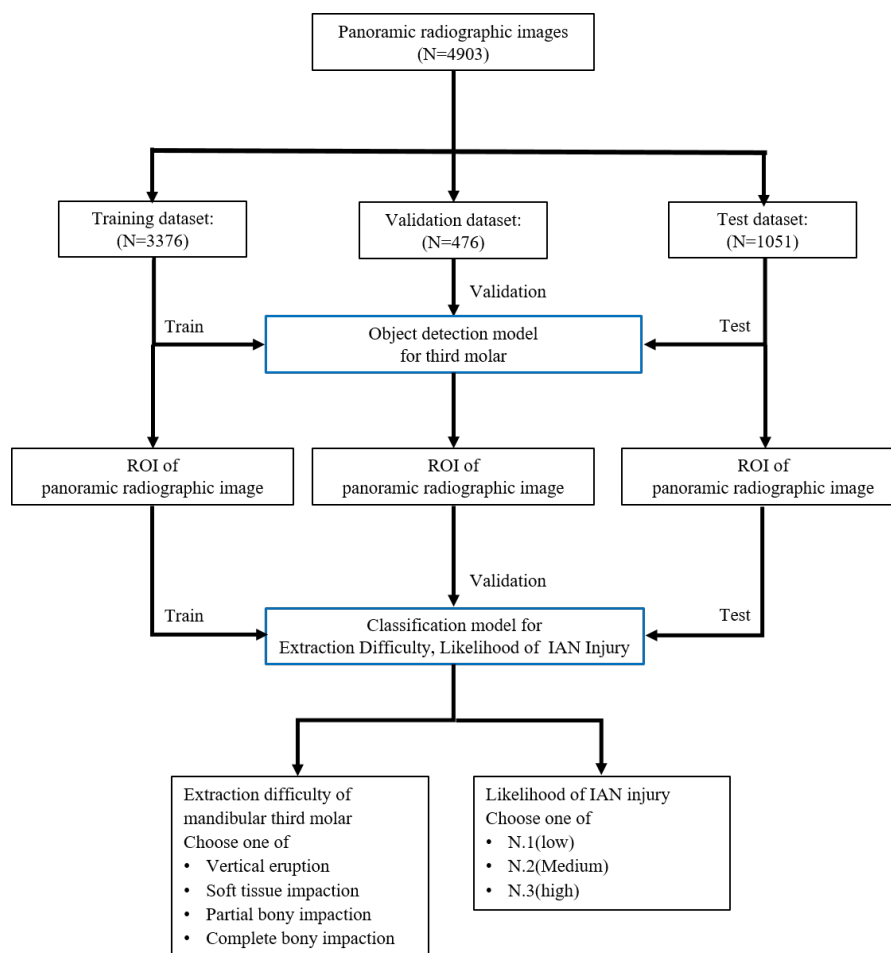 Panoramic radiographic images
(N=4903)
Training dataset:
(N=3376)
Validation dataset:
(N=476)
Test dataset:
(N=1051)
Validation
Train
Test
Object detection model
for third molar
ROI of
panoramic radiographic image
ROI of
panoramic radiographic image
ROI of
panoramic radiographic image
Validation
Train
Test
Classification model for
Extraction Difficulty, Likelihood of IAN Injury
Extraction difficulty of
mandibular third molar
Choose one of
• Vertical eruption
• Soft tissue impaction
• Partial bony impaction
• Complete bony impaction
Likelihood of IAN injury
Choose one of
• N.1(low)
• N.2(Medium)
• N.3(high)